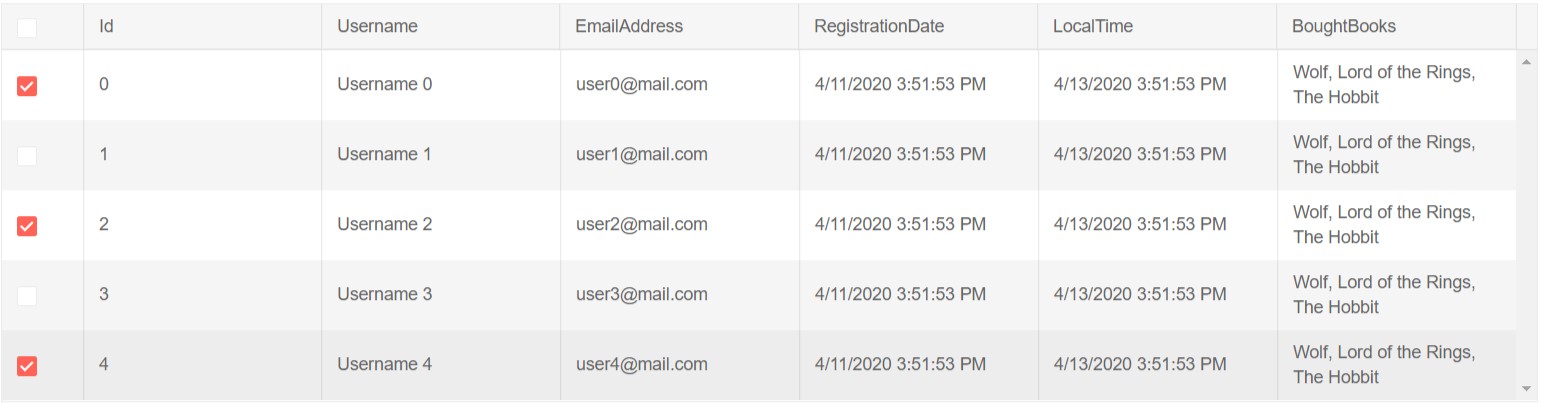 Id Username EmailAddress RegistrationDate LocalTime BoughtBooks
0 Username 0 user0@mail.com 4/11/2020 3:51:53 PM 4/13/2020 3:51:53 PM Wolf, Lord of the Rings,
The Hobbit
1 Username 1 user1@mail.com 4/11/2020 3:51:53 PM 4/13/2020 3:51:53 PM Wolf, Lord of the Rings,
The Hobbit
2 Username 2 user2@mail.com 4/11/2020 3:51:53 PM 4/13/2020 3:51:53 PM Wolf, Lord of the Rings,
The Hobbit
3 Username 3 user3@mail.com 4/11/2020 3:51:53 PM 4/13/2020 3:51:53 PM Wolf, Lord of the Rings,
The Hobbit
4 Username 4 user4@mail.com 4/11/2020 3:51:53 PM 4/13/2020 3:51:53 PM Wolf, Lord of the Rings,
The Hobbit